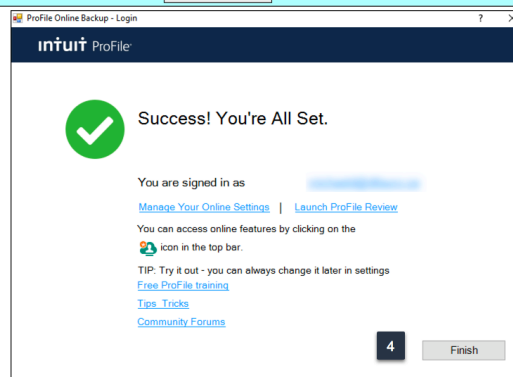 ProFile Online Backup - Login ? X
intuit ProFile
Success! You're All Set.
You are signed in as
Manage Your Online Settings | Launch ProFile Review
You can access online features by clicking on the
icon in the top bar.
TIP: Try it out - you can always change it later in settings
Free ProFile training
Tips Tricks
Community Forums
4 Finish